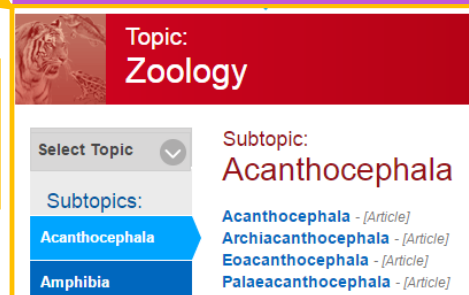 Topic:
Zoology
Select Topic
Subtopics:
Acanthocephala
Amphibia
Subtopic:
Acanthocephala
Acanthocephala - [Article]
Archiacanthocephala - [Article]
Eoacanthocephala - [Article]
Palaeacanthocephala - [Article]